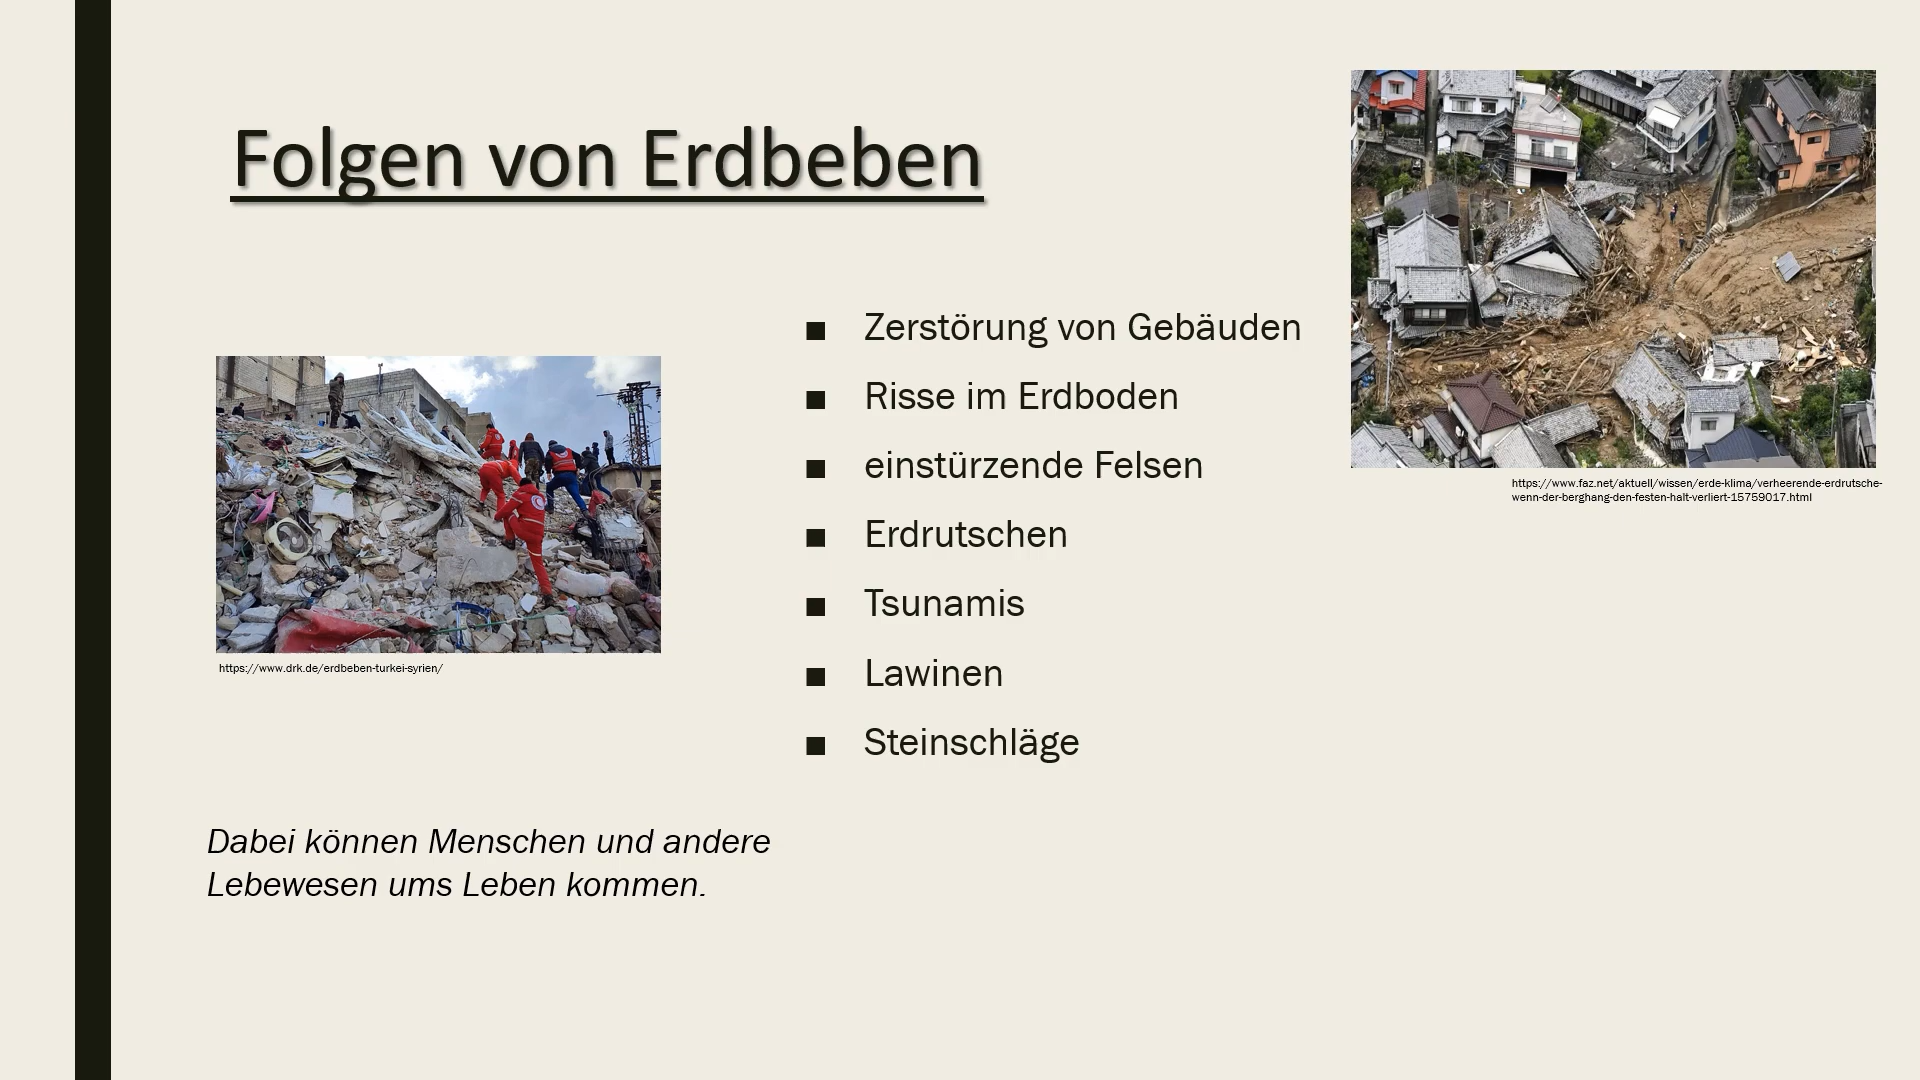 Folgen von Erdbeben
■ Zerstörung von Gebäuden
■ Risse im Erdboden
■ einstürzende Felsen
■ Erdrutschen
■ Tsunamis
■ Lawinen
■ Steinschläge
https://www.faz.net/aktuell/wissen/erde-klima/verheerende-erdrutsche-
wenn-der-berghang-den-festen-halt-verliert-15759017.html
https://www.drk.de/erdbeben-turkei-syrien/
Dabei können Menschen und andere
Lebewesen ums Leben kommen.